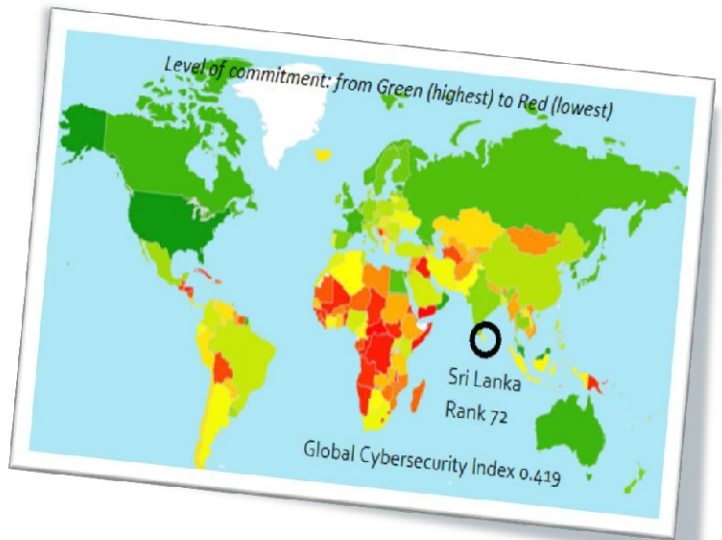 Level of commitment: from Green (highest) to Red (lowest)
Sri Lanka
Rank 72
Global Cybersecurity Index 0.419